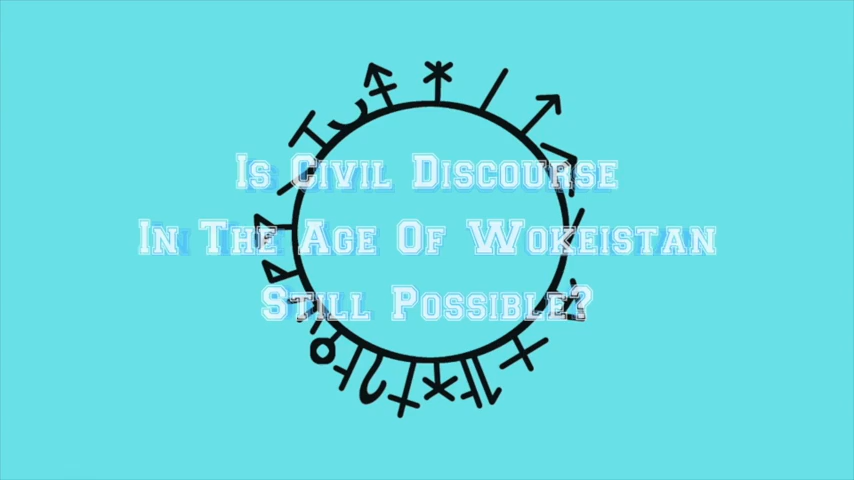 Is Civil Discourse
In The Age Of Wokeistan
Still Possible?